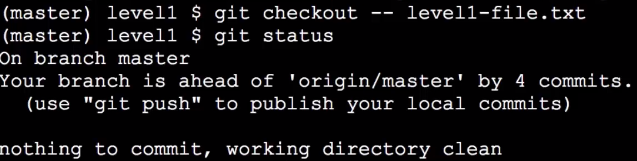 (master) level1 $ git checkout -- level1-file.txt
(master) level1 $ git status
On branch master
Your branch is ahead of 'origin/master' by 4 commits.
  (use "git push" to publish your local commits)

nothing to commit, working directory clean